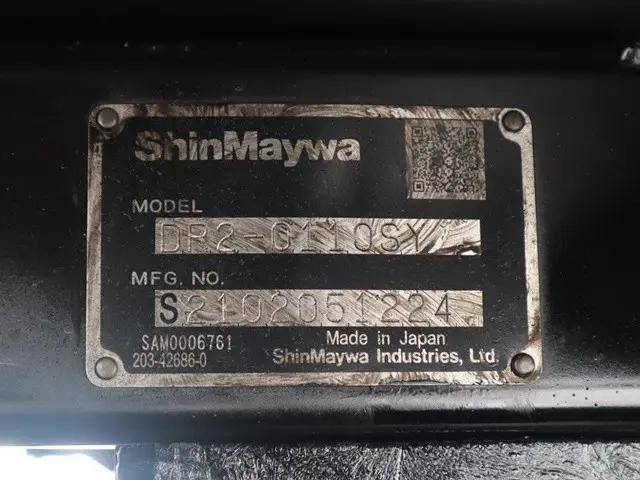 ShinMaywa
MODEL
DR2-0110SY
MFG. NO.
S2102051224
SAM0006761
203-42686-0
Made in Japan
ShinMaywa Industries, Ltd.